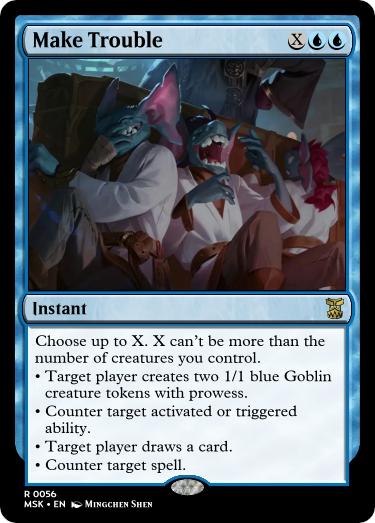 Make Trouble
X
Instant
Choose up to X. X can't be more than the
number of creatures you control.
• Target player creates two 1/1 blue Goblin
creature tokens with prowess.
• Counter target activated or triggered
ability.
• Target player draws a card.
• Counter target spell.
R 0056
MSK • EN Mingchen Shen